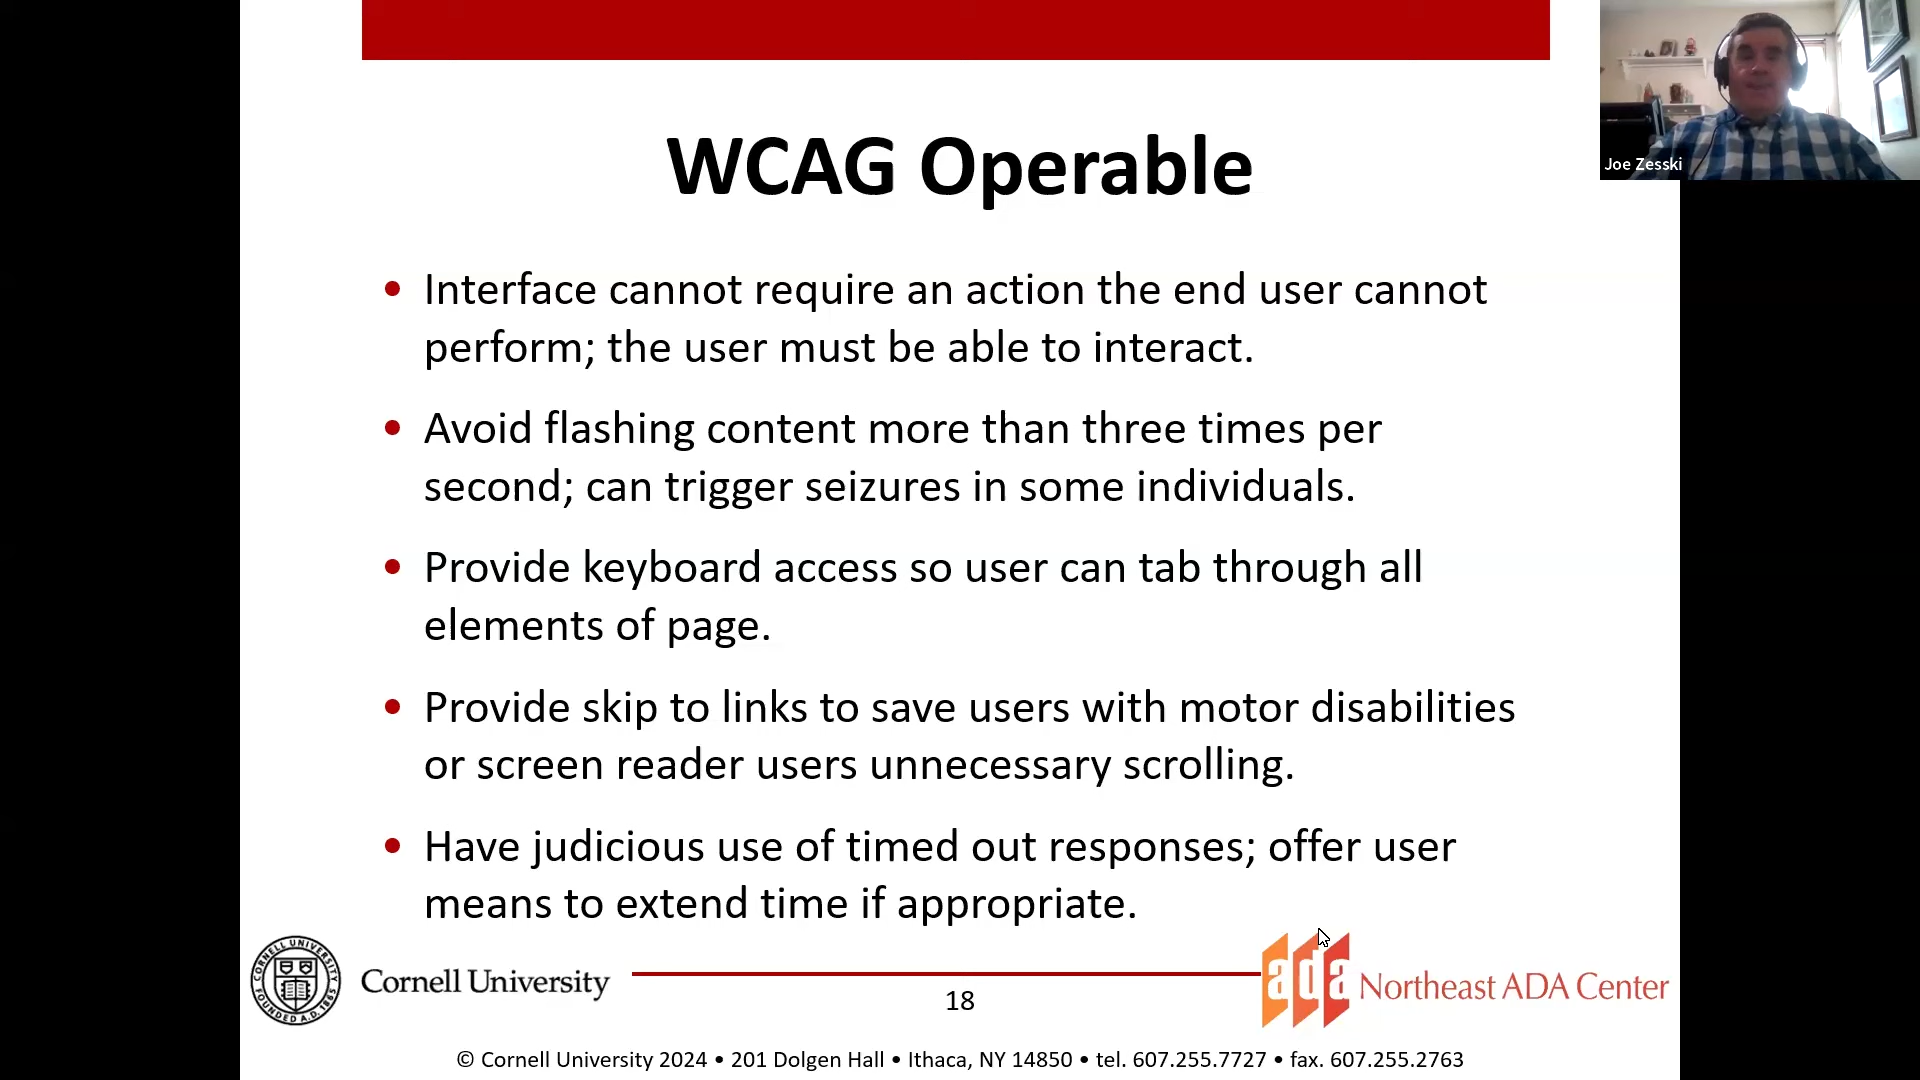 WCAG Operable
• Interface cannot require an action the end user cannot
perform; the user must be able to interact.
• Avoid flashing content more than three times per
second; can trigger seizures in some individuals.
• Provide keyboard access so user can tab through all
elements of page.
• Provide skip to links to save users with motor disabilities
or screen reader users unnecessary scrolling.
• Have judicious use of timed out responses; offer user
means to extend time if appropriate.
Joe Zesski
CORNELL UNIVERSITY
FOUNDED A.D. 1865
Cornell University
18
ada
Northeast ADA Center
© Cornell University 2024 • 201 Dolgen Hall • Ithaca, NY 14850 • tel. 607.255.7727 • fax. 607.255.2763